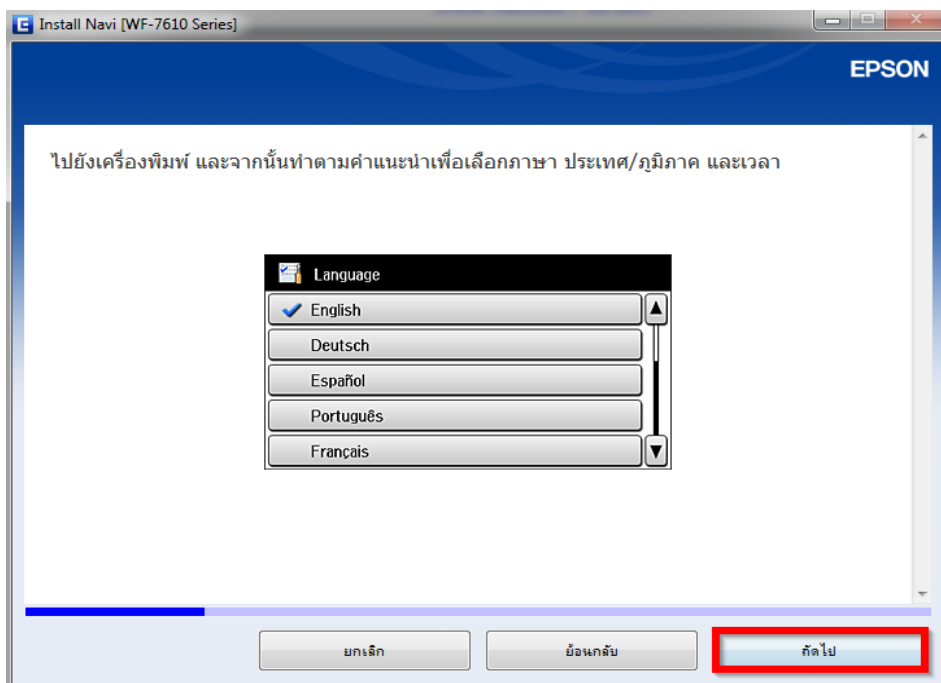 Install Navi [WF-7610 Series]
EPSON
ไปยังเครื่องพิมพ์ และจากนั้นทำตามคำแนะนำเพื่อเลือกภาษา ประเทศ/ภูมิภาค และเวลา
Language
English
Deutsch
Español
Português
Français
ยกเลิก
ย้อนกลับ
ถัดไป